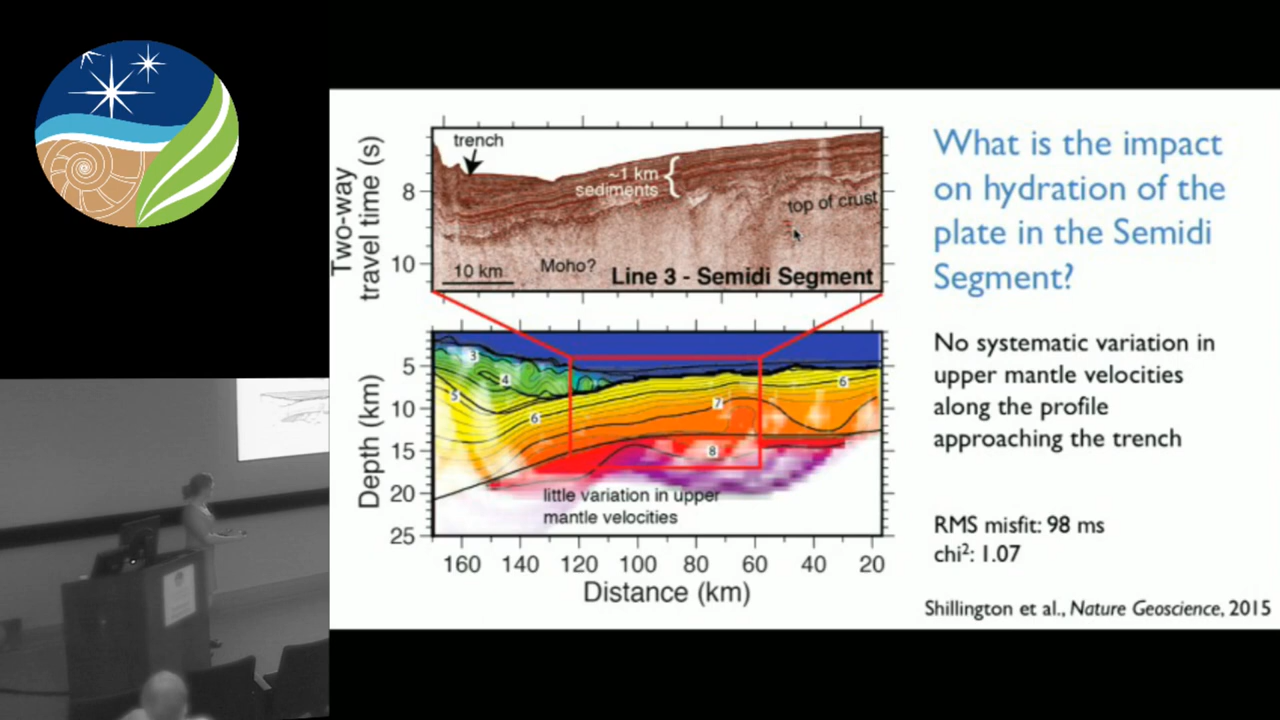 trench
~1 km
sediments
top of crust
Moho?
10 km
Line 3 - Semidi Segment
Two-way
travel time (s)
8
10
3
4
5
6
7
8
6
little variation in upper
mantle velocities
Depth (km)
5
10
15
20
25
160 140 120 100 80 60 40 20
Distance (km)
What is the impact
on hydration of the
plate in the Semidi
Segment?
No systematic variation in
upper mantle velocities
along the profile
approaching the trench
RMS misfit: 98 ms
chi²: 1.07
Shillington et al., Nature Geoscience, 2015